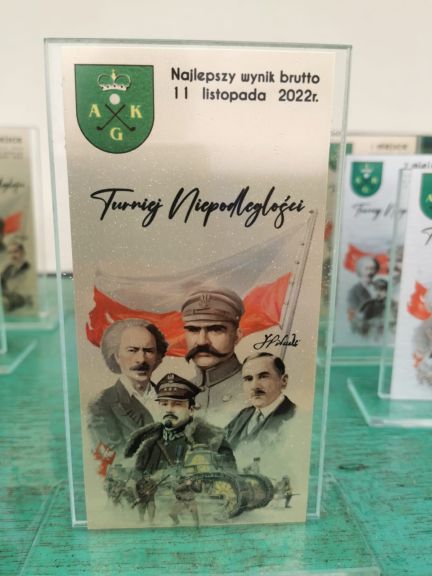 Najlepszy wynik brutto
11 listopada 2022r.
A K
G
Turniej Niepodległości